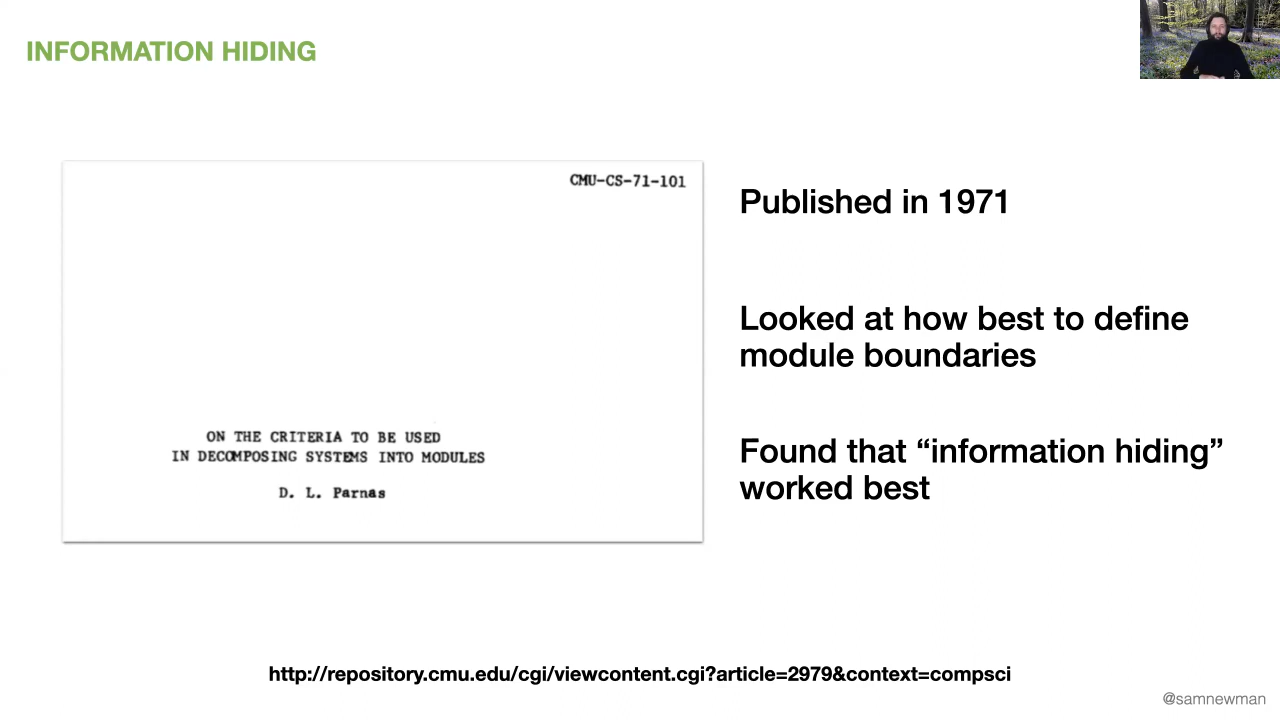 INFORMATION HIDING
CMU-CS-71-101
ON THE CRITERIA TO BE USED
IN DECOMPOSING SYSTEMS INTO MODULES
D. L. Parnas
Published in 1971
Looked at how best to define
module boundaries
Found that “information hiding”
worked best
http://repository.cmu.edu/cgi/viewcontent.cgi?article=2979&context=compsci
@samnewman